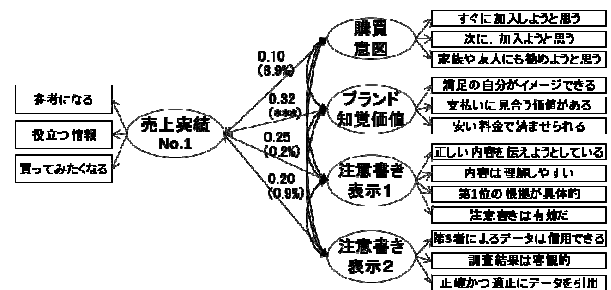 参考になる
役立つ情報
買ってみたくなる
売上実績
No.1
0.10
(6.9%)
0.32
(***)
0.25
(0.2%)
0.20
(0.9%)
購買
意図
ブランド
知覚価値
注意書き
表示1
注意書き
表示2
すぐに加入しようと思う
次に、加入ようと思う
家族や友人にも勧めようと思う
満足の自分がイメージできる
支払いに見合う価値がある
安い料金で済ませられる
正しい内容を伝えようとしている
内容は理解しやすい
第1位の根拠が具体的
注意書きは有効だ
第3者によるデータは信用できる
調査結果は客観的
正確かつ適正にデータを引用